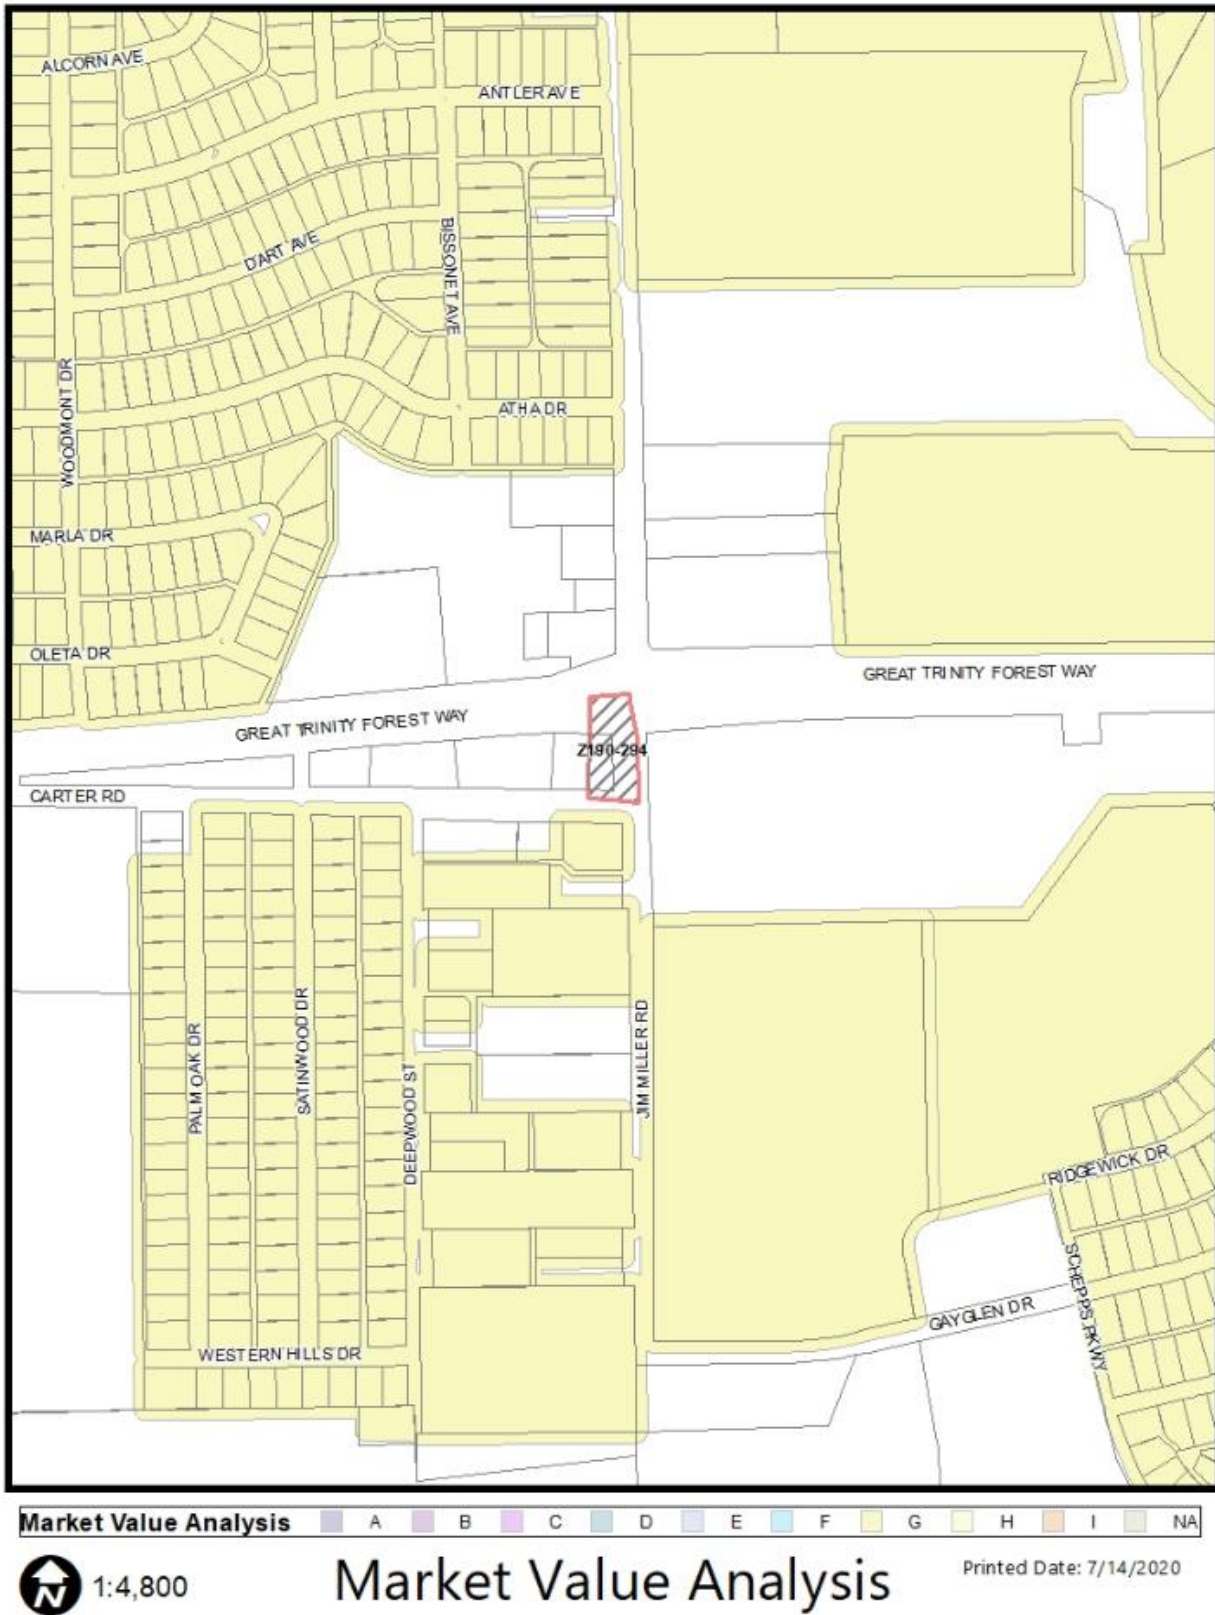 ALCORN AVE
ANTLER AVE
BISSONET AVE
D'ART AVE
WOODMONT DR
ATHA DR
MARLA DR
OLETA DR
GREAT TRINITY FOREST WAY
GREAT TRINITY FOREST WAY
Z190-294
CARTER RD
PALM OAK DR
SATINWOOD DR
DEEPWOOD ST
JIM MILLER RD
RIDGEWICK DR
SCHEPPS PKWY
GAYGLEN DR
WESTERN HILLS DR
Market Value Analysis A B C D E F G H I NA
N 1:4,800
Market Value Analysis
Printed Date: 7/14/2020